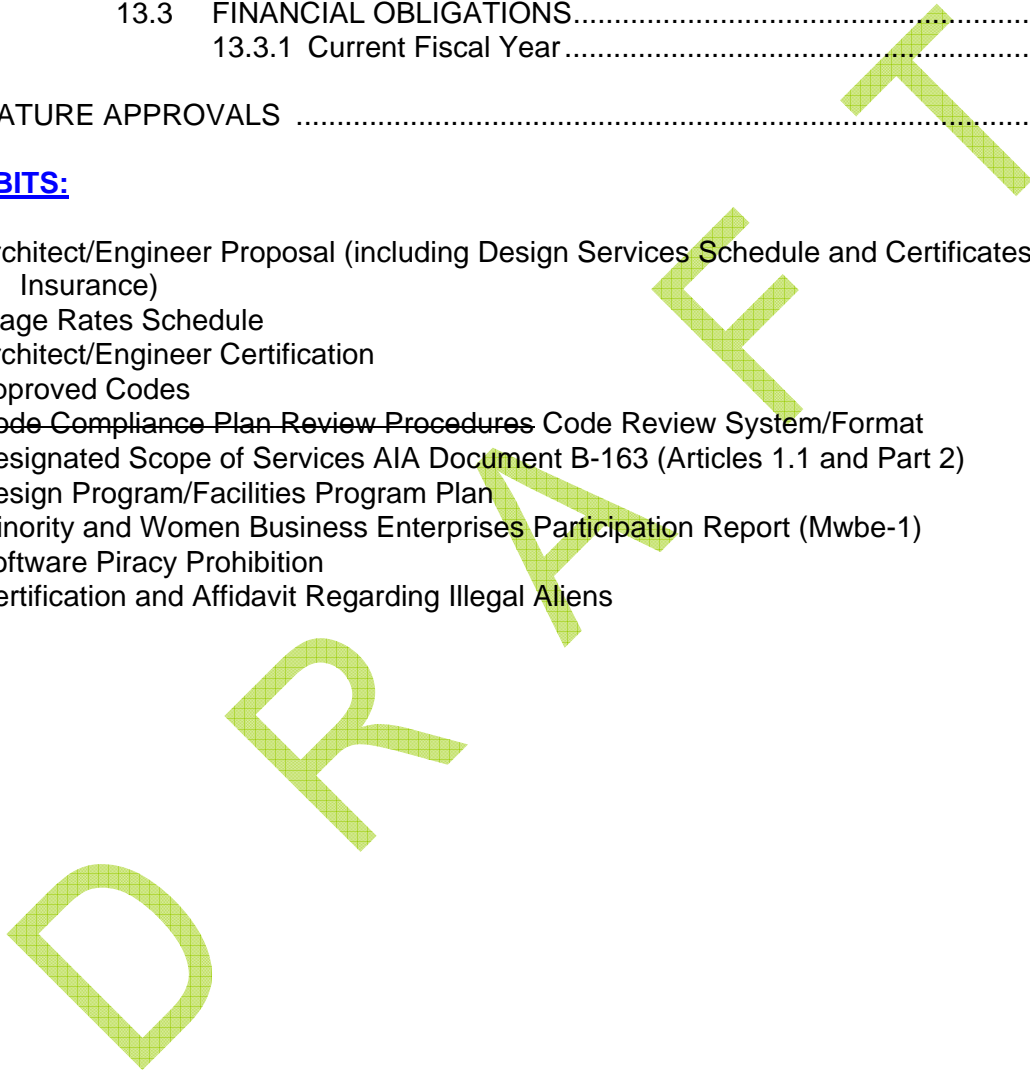 13.3 FINANCIAL OBLIGATIONS..........................................................
13.3.1 Current Fiscal Year..........................................................
ATURE APPROVALS ..........................................................................................
BITS:
rchitect/Engineer Proposal (including Design Services Schedule and Certificates
Insurance)
age Rates Schedule
rchitect/Engineer Certification
pproved Codes
ode Compliance Plan Review Procedures Code Review System/Format
esignated Scope of Services AIA Document B-163 (Articles 1.1 and Part 2)
esign Program/Facilities Program Plan
inority and Women Business Enterprises Participation Report (Mwbe-1)
oftware Piracy Prohibition
ertification and Affidavit Regarding Illegal Aliens
DRAFT